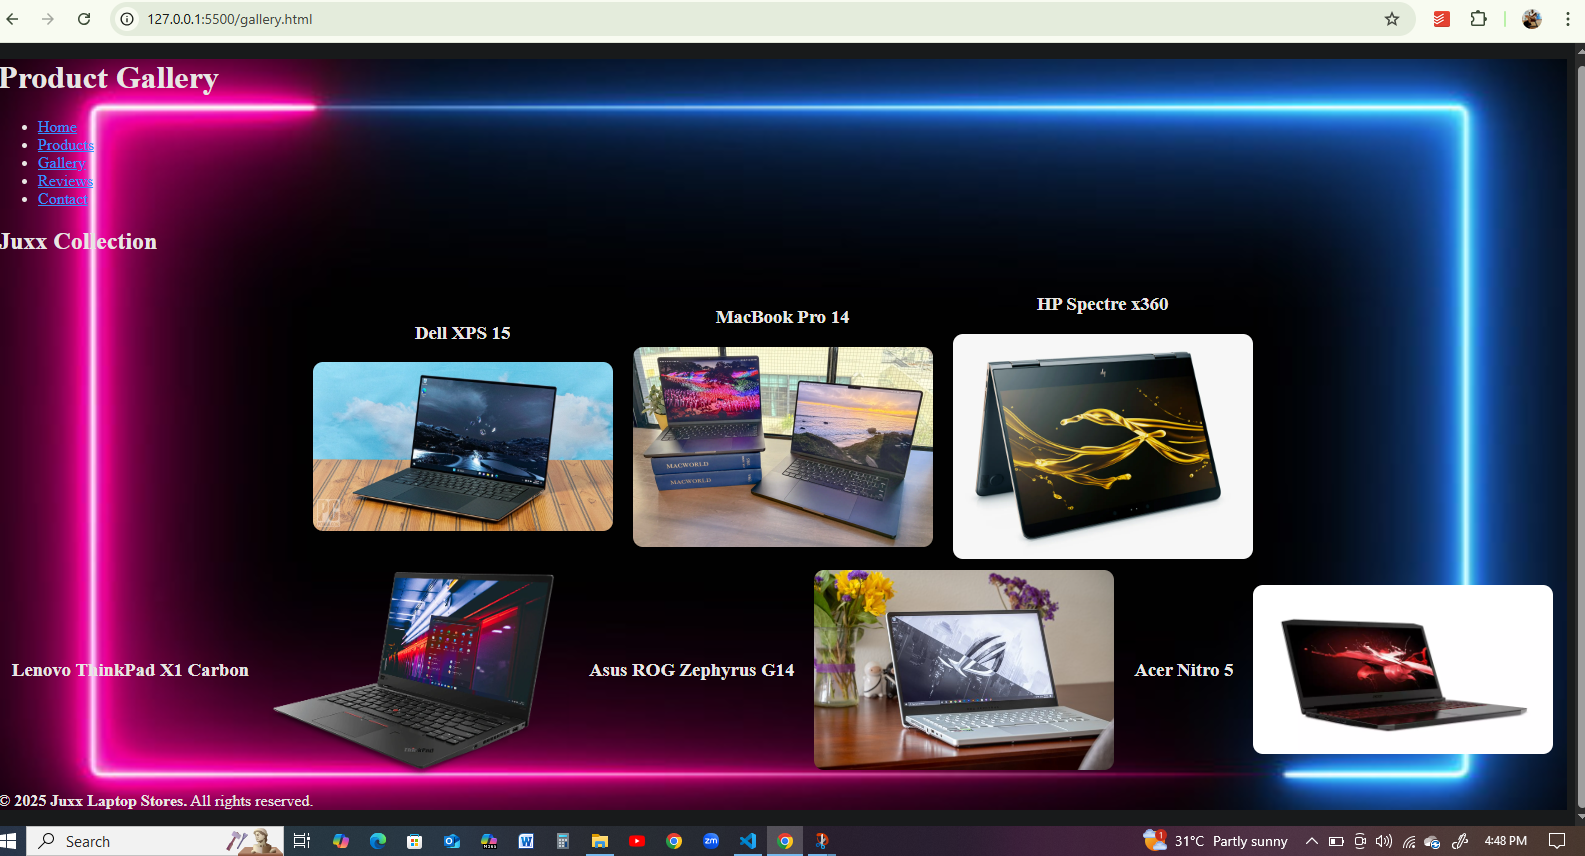 127.0.0.1:5500/gallery.html
Product Gallery
Home
Products
Gallery
Reviews
Contact
Juxx Collection
Dell XPS 15
MacBook Pro 14
HP Spectre x360
MACWORLD
MACWORLD
Lenovo ThinkPad X1 Carbon
Asus ROG Zephyrus G14
Acer Nitro 5
© 2025 Juxx Laptop Stores. All rights reserved.
Search
1
31°C Partly sunny
4:48 PM